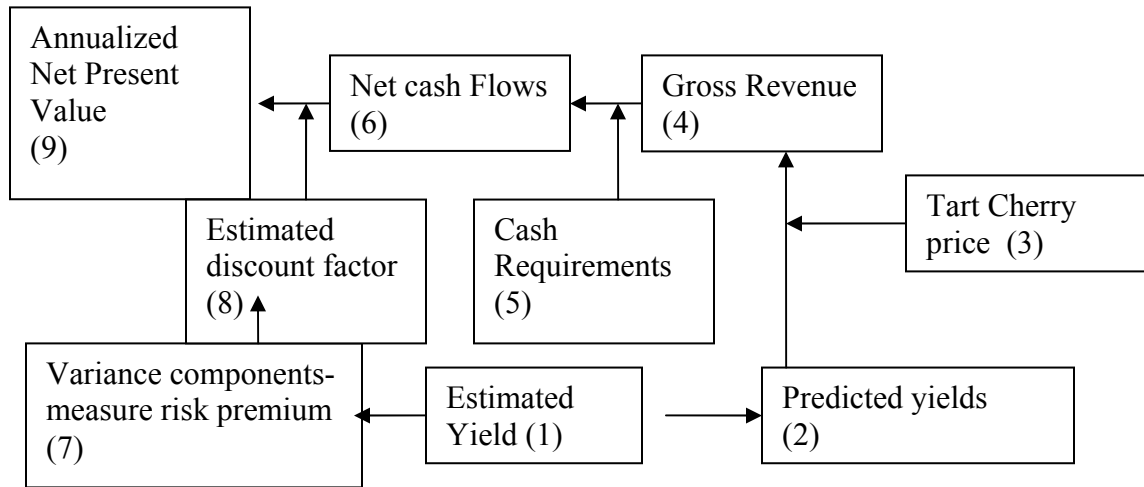 Annualized
Net Present
Value
(9)
Net cash Flows
(6)
Gross Revenue
(4)
Tart Cherry
price (3)
Estimated
discount factor
(8)
Cash
Requirements
(5)
Variance components-
measure risk premium
(7)
Estimated
Yield (1)
Predicted yields
(2)